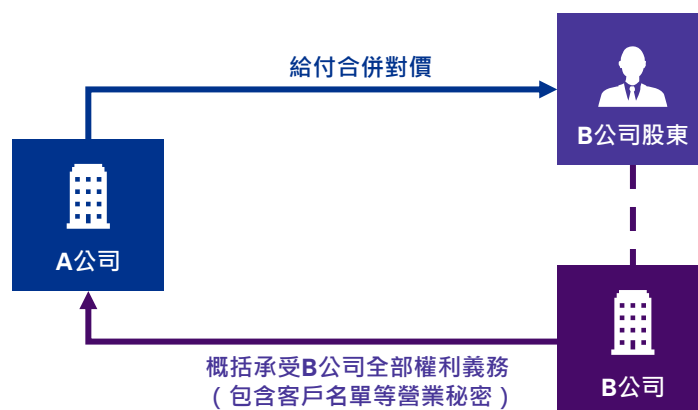 給付合併對價
B公司股東
A公司
概括承受B公司全部權利義務
（包含客戶名單等營業秘密）
B公司